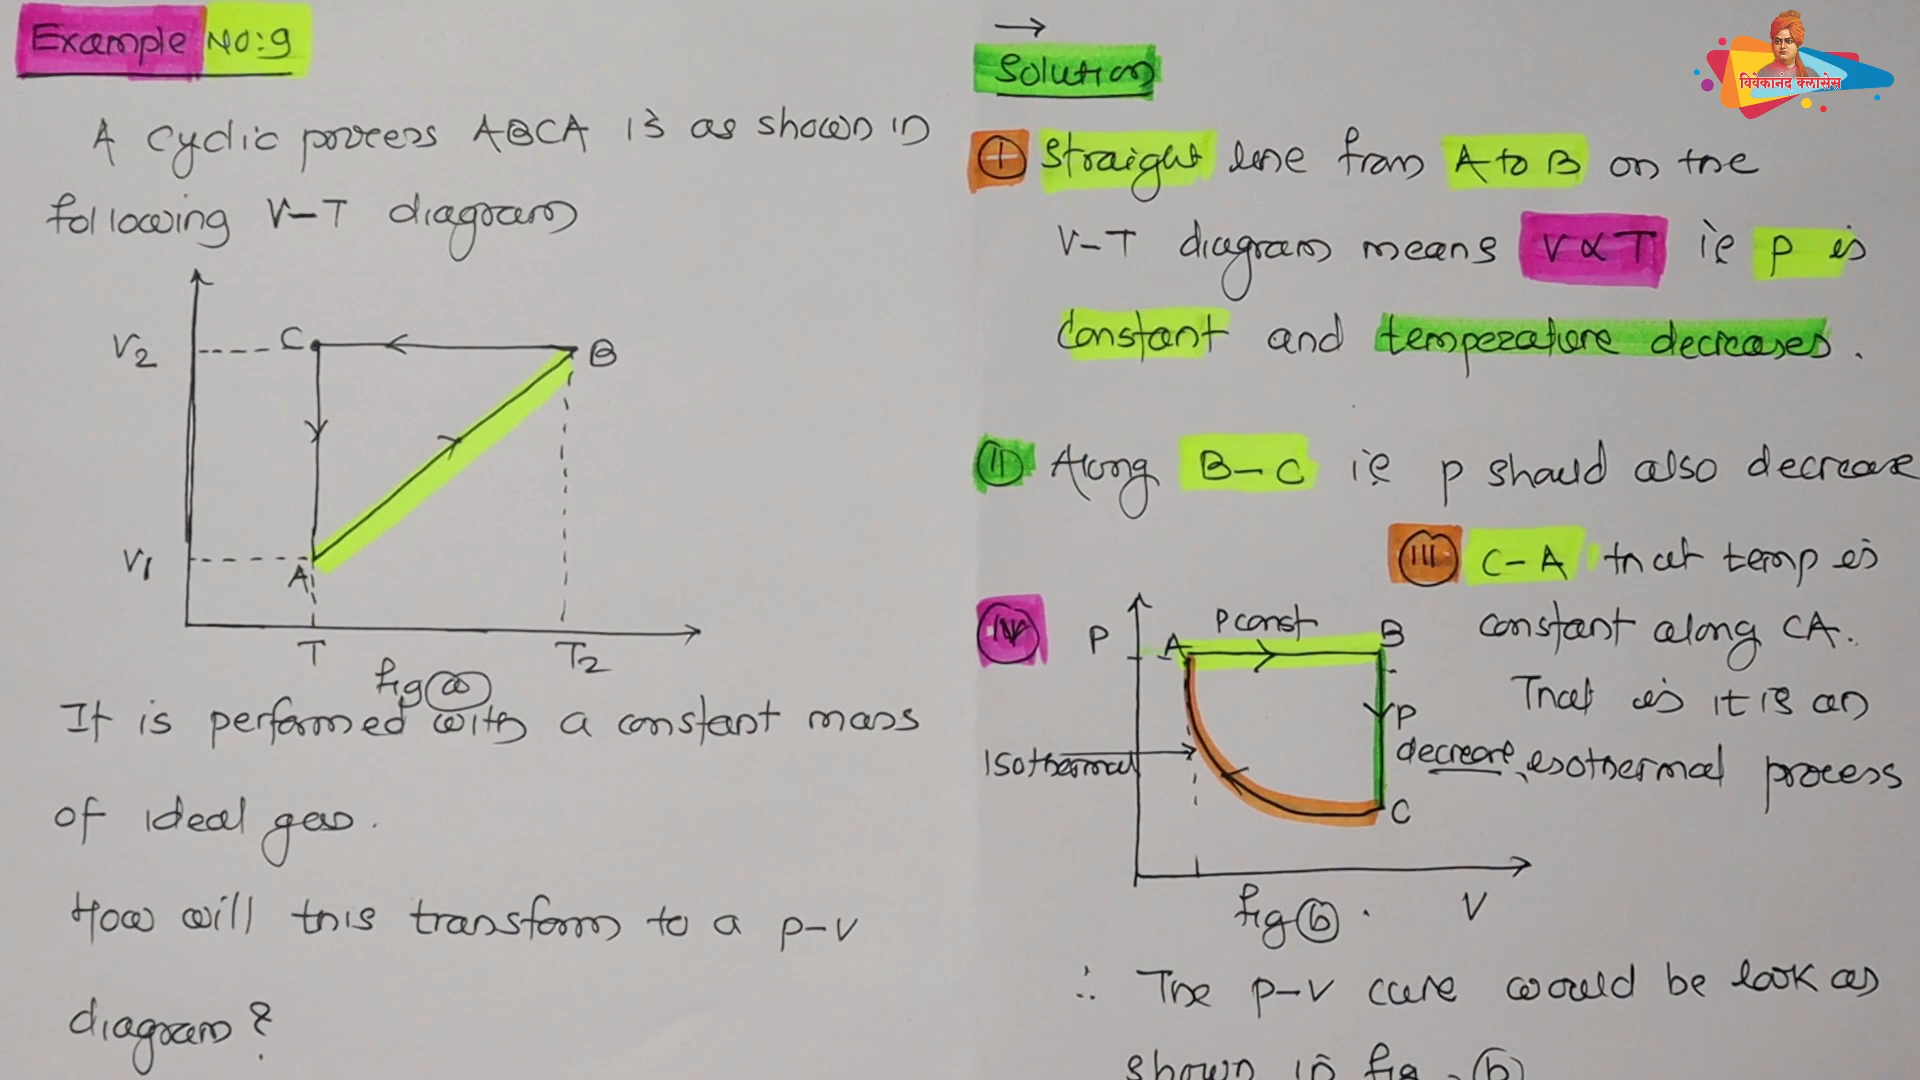 Example No:9
A cyclic process ABCA is as shown in
following V-T diagram
V2
C
B
V1
A
T
T2
fig a
It is performed with a constant mass
of ideal gas.
How will this transform to a p-v
diagram?
→
Solution
विवेकानंद क्लासेस
I Straight line from A to B on the
V-T diagram means V ∝ T ie p is
constant and temperature decreases.
II Along B-C ie p should also decrease
III C-A that temp is
constant along CA.
That is it is an
isothermal process
IV
P
A
p const
B
P
decrease
Isothermal
C
fig b.
V
∴ The p-v curve would be look as
shown in fig. b